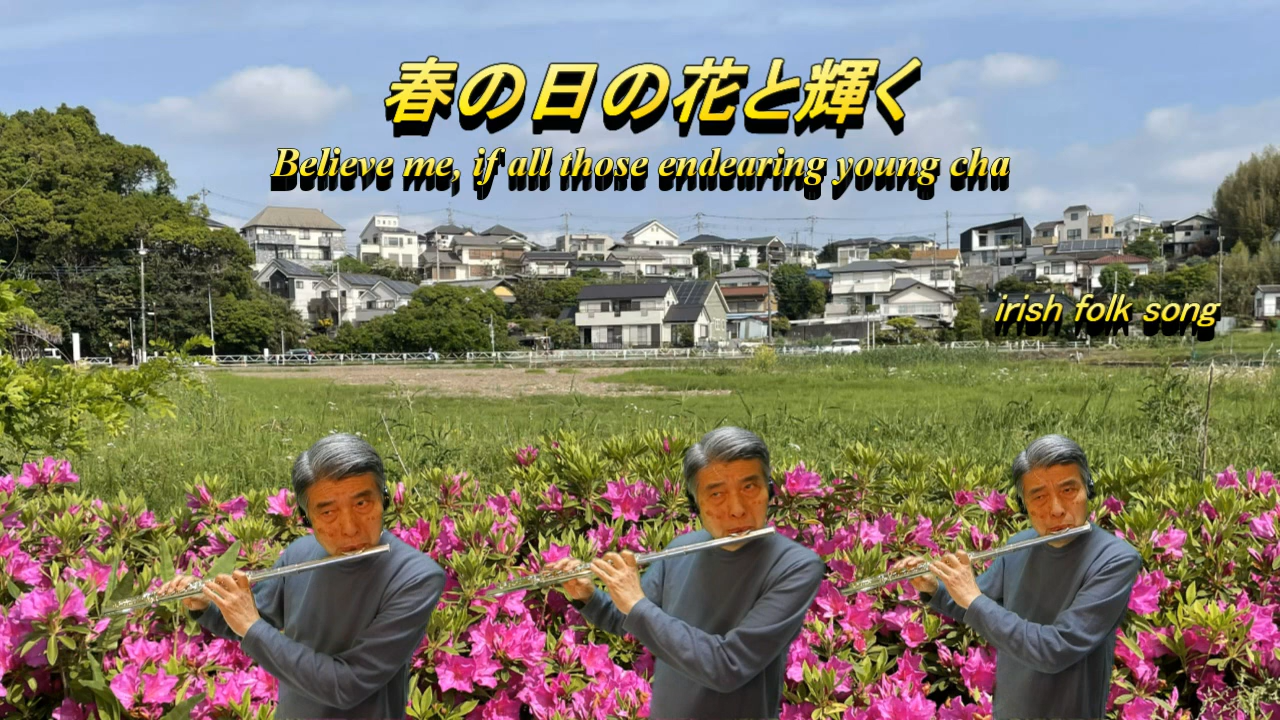 春の日の花と輝く
Believe me, if all those endearing young cha
irish folk song